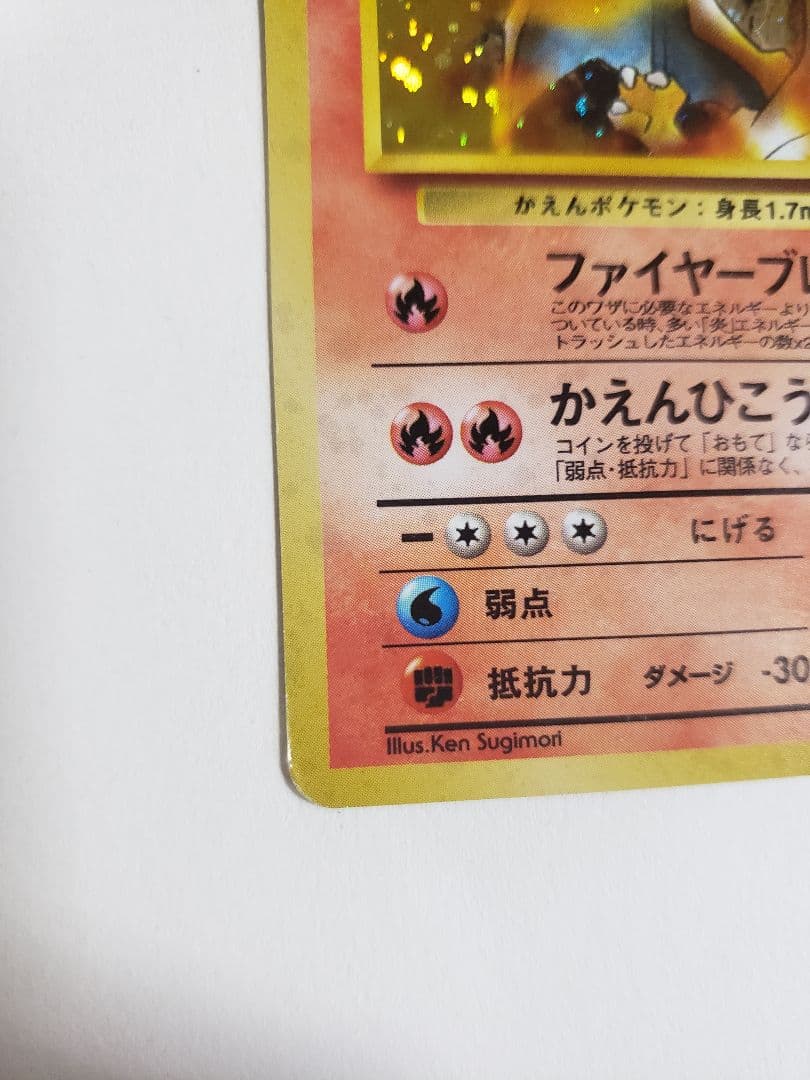 かえんポケモン：身長1.7m
ファイヤーブレ
このワザに必要なエネルギーより
ついている時、多い「炎」エネルギー
トラッシュしたエネルギーの数x2
かえんひこう
コインを投げて「おもて」なら
「弱点・抵抗力」に関係なく、
にげる
弱点
抵抗力 ダメージ -30
Illus.Ken Sugimori